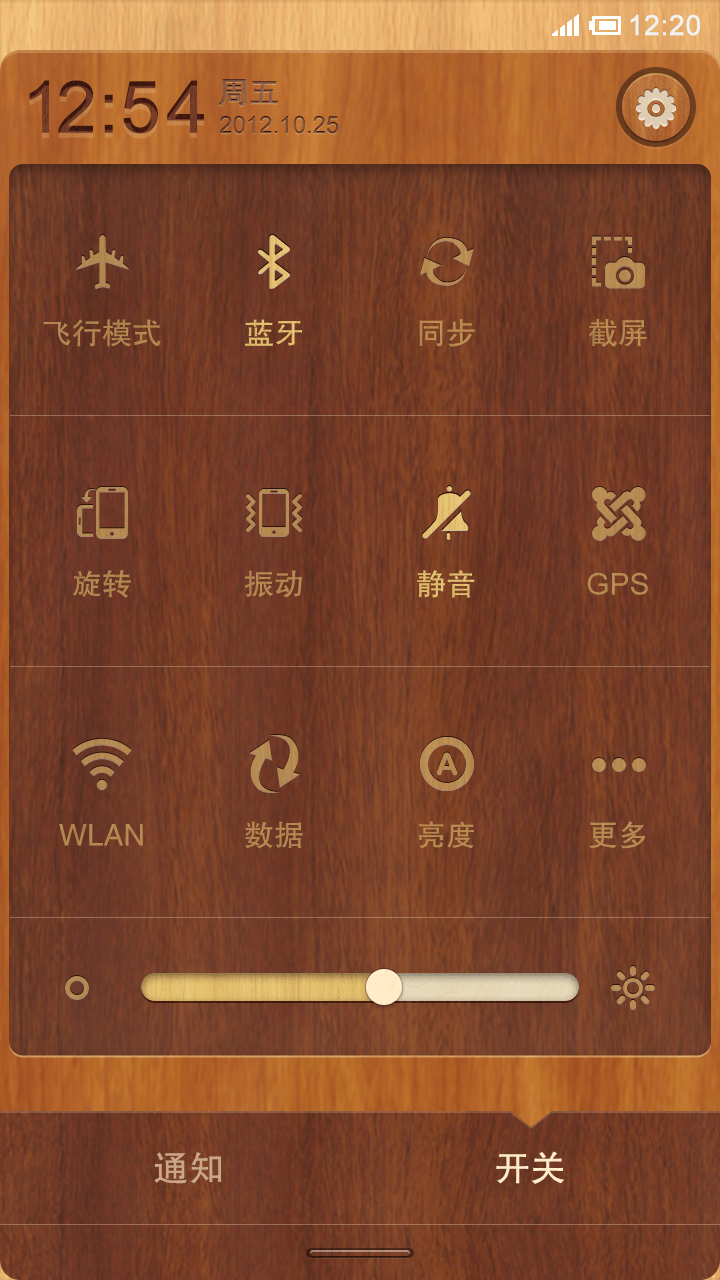 12:20
12:54 周五
2012.10.25
飞行模式 蓝牙 同步 截屏
旋转 振动 静音 GPS
A
WLAN 数据 亮度 更多
通知 开关